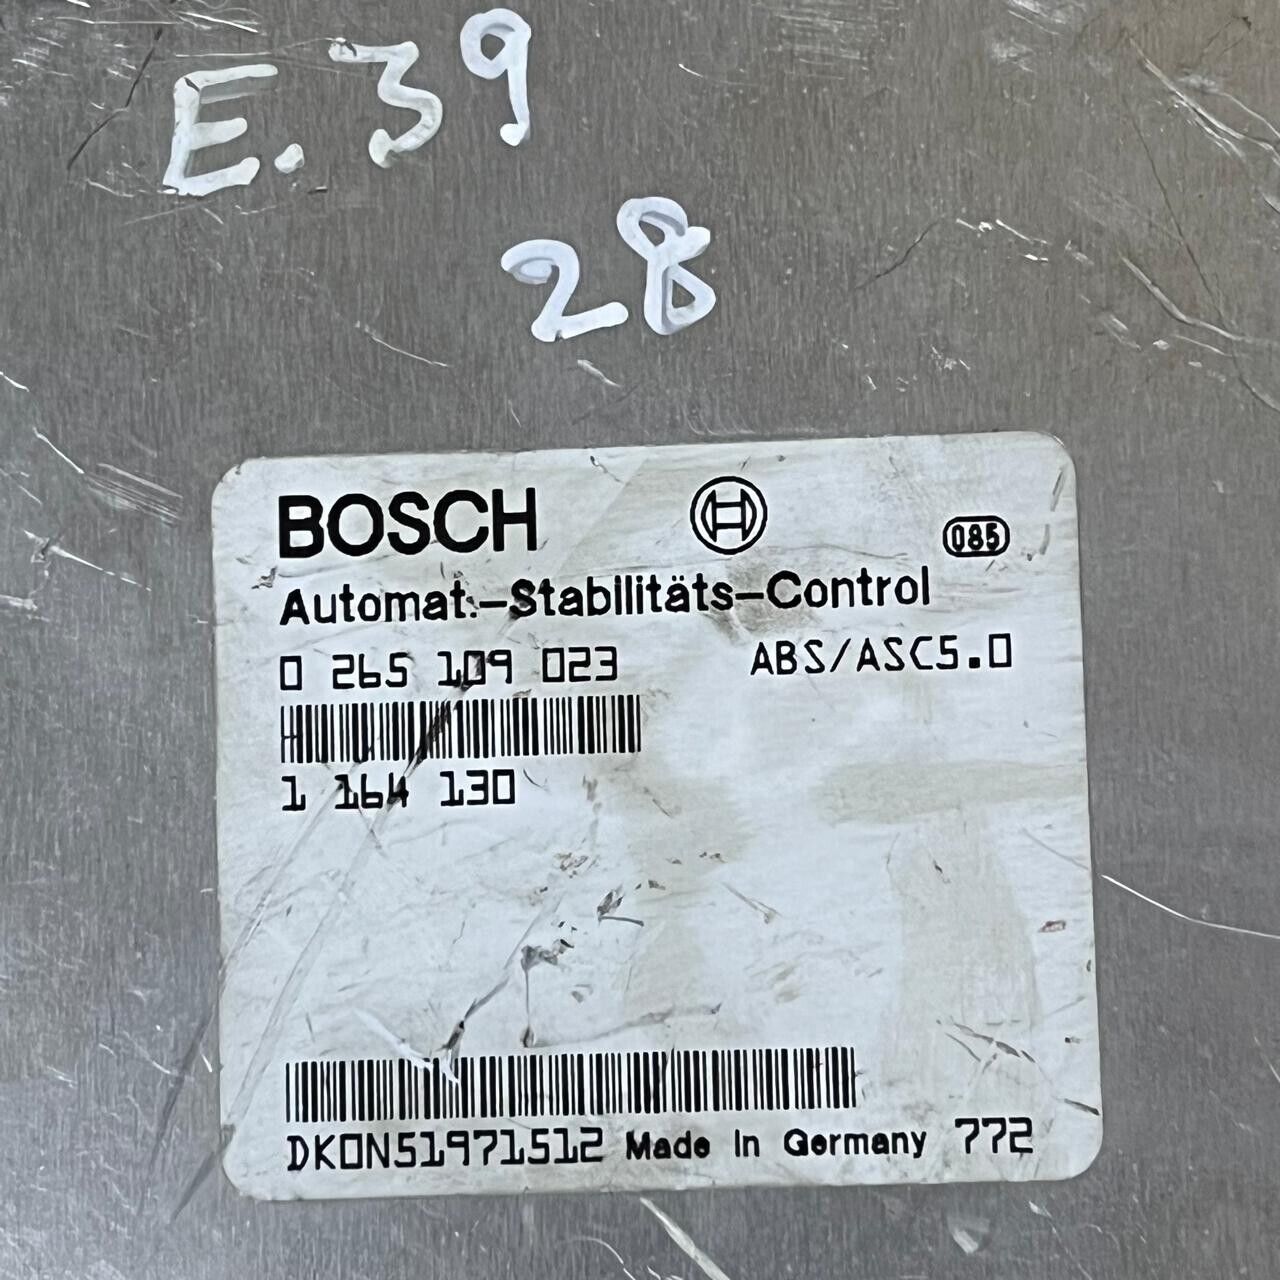 E.39
28
BOSCH
085
Automat.-Stabilitäts-Control
0 265 109 023 ABS/ASC5.0
1 164 130
DKON51971512 Made in Germany 772